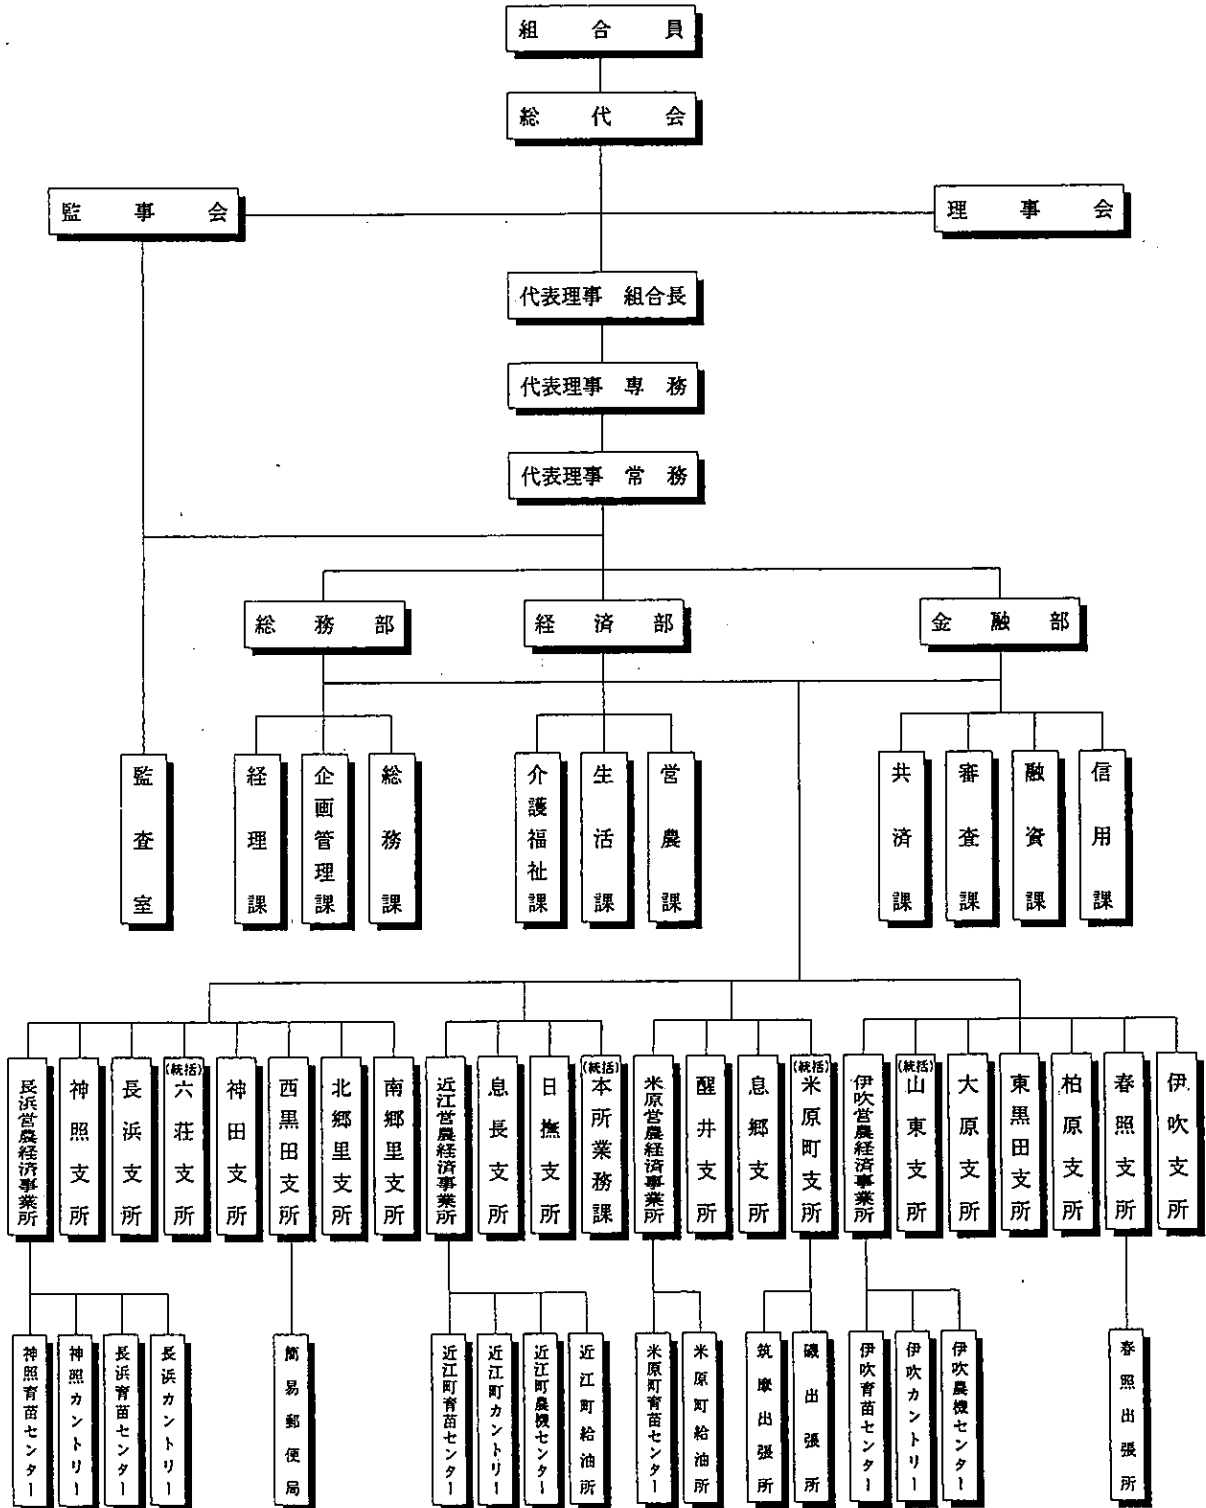 組合員
総代会
監事会
理事会
代表理事 組合長
代表理事 専務
代表理事 常務
総務部
経済部
金融部
監査室
経理課
企画管理課
総務課
介護福祉課
生活課
営農課
共済課
審査課
融資課
信用課
長浜営農経済事業所
神照支所
長浜支所
(統括)六荘支所
神田支所
西黒田支所
北郷里支所
南郷里支所
近江営農経済事業所
息長支所
日撫支所
(統括)本所業務課
米原営農経済事業所
醒井支所
息郷支所
(統括)米原町支所
伊吹営農経済事業所
(統括)山東支所
大原支所
東黒田支所
柏原支所
春照支所
伊吹支所
神照育苗センター
神照カントリー
長浜育苗センター
長浜カントリー
簡易郵便局
近江町育苗センター
近江町カントリー
近江町農機センター
近江町給油所
米原町育苗センター
米原町給油所
筑摩出張所
磯出張所
伊吹育苗センター
伊吹カントリー
伊吹農機センター
春照出張所